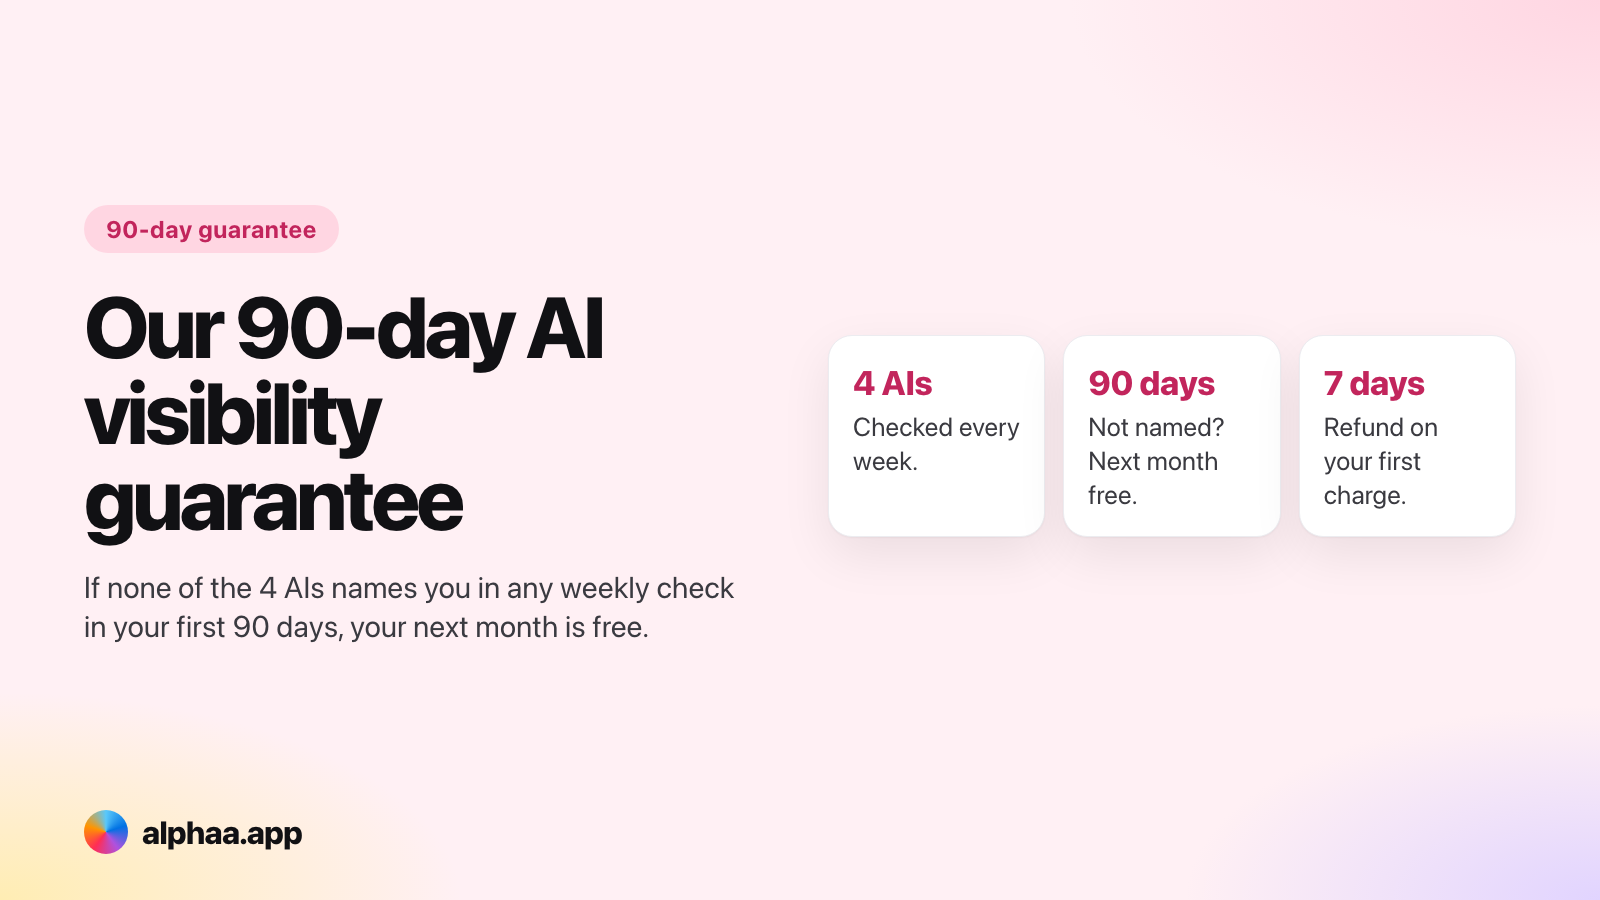 90-day guarantee
Our 90-day AI
visibility
guarantee
If none of the 4 AIs names you in any weekly check
in your first 90 days, your next month is free.
4 AIs
Checked every
week.
90 days
Not named?
Next month
free.
7 days
Refund on
your first
charge.
alphaa.app